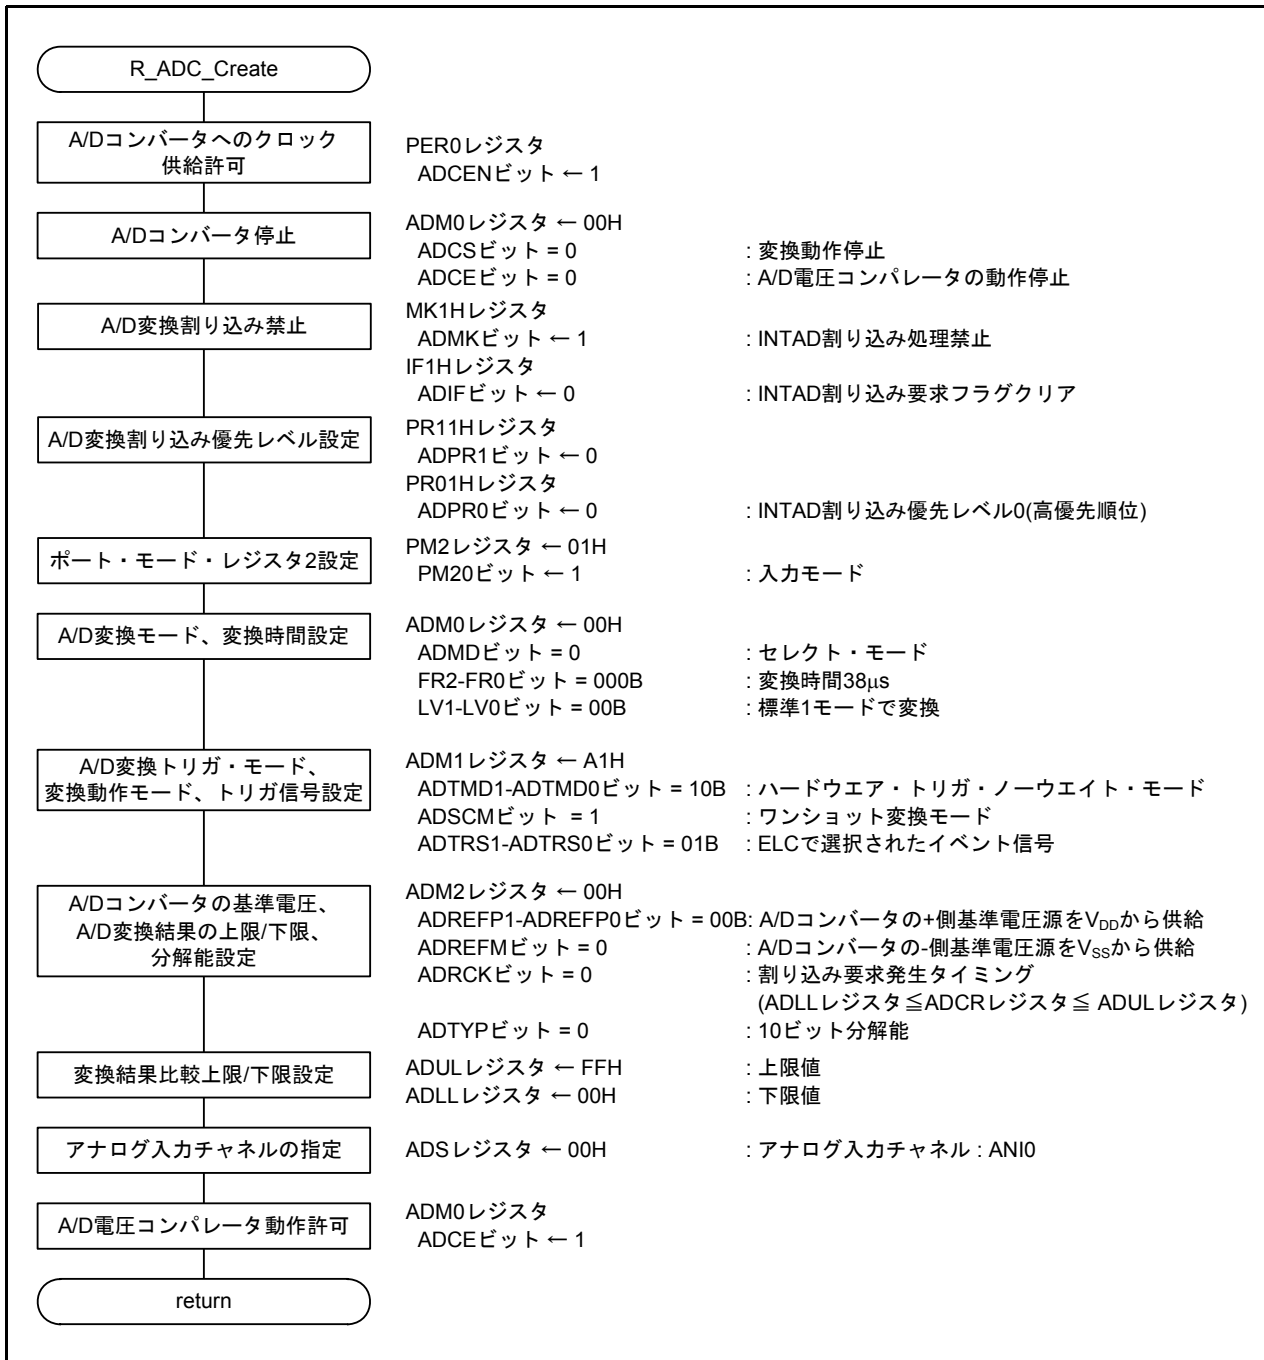 R_ADC_Create
A/Dコンバータへのクロック
供給許可
PER0レジスタ
ADCENビット ← 1
A/Dコンバータ停止
ADM0レジスタ ← 00H
ADCSビット = 0 : 変換動作停止
ADCEビット = 0 : A/D電圧コンパレータの動作停止
A/D変換割り込み禁止
MK1Hレジスタ
ADMKビット ← 1 : INTAD割り込み処理禁止
IF1Hレジスタ
ADIFビット ← 0 : INTAD割り込み要求フラグクリア
A/D変換割り込み優先レベル設定
PR11Hレジスタ
ADPR1ビット ← 0
PR01Hレジスタ
ADPR0ビット ← 0 : INTAD割り込み優先レベル0(高優先順位)
ポート・モード・レジスタ2設定
PM2レジスタ ← 01H
PM20ビット ← 1 : 入力モード
A/D変換モード、変換時間設定
ADM0レジスタ ← 00H
ADMDビット = 0 : セレクト・モード
FR2-FR0ビット = 000B : 変換時間38μs
LV1-LV0ビット = 00B : 標準1モードで変換
A/D変換トリガ・モード、
変換動作モード、トリガ信号設定
ADM1レジスタ ← A1H
ADTMD1-ADTMD0ビット = 10B : ハードウエア・トリガ・ノーウエイト・モード
ADSCMビット = 1 : ワンショット変換モード
ADTRS1-ADTRS0ビット = 01B : ELCで選択されたイベント信号
A/Dコンバータの基準電圧、
A/D変換結果の上限/下限、
分解能設定
ADM2レジスタ ← 00H
ADREFP1-ADREFP0ビット = 00B: A/Dコンバータの+側基準電圧源をVDDから供給
ADREFMビット = 0 : A/Dコンバータの-側基準電圧源をVSSから供給
ADRCKビット = 0 : 割り込み要求発生タイミング
(ADLLレジスタ≦ADCRレジスタ≦ ADULレジスタ)
ADTYPビット = 0 : 10ビット分解能
変換結果比較上限/下限設定
ADULレジスタ ← FFH : 上限値
ADLLレジスタ ← 00H : 下限値
アナログ入力チャネルの指定
ADSレジスタ ← 00H : アナログ入力チャネル : ANI0
A/D電圧コンパレータ動作許可
ADM0レジスタ
ADCEビット ← 1
return